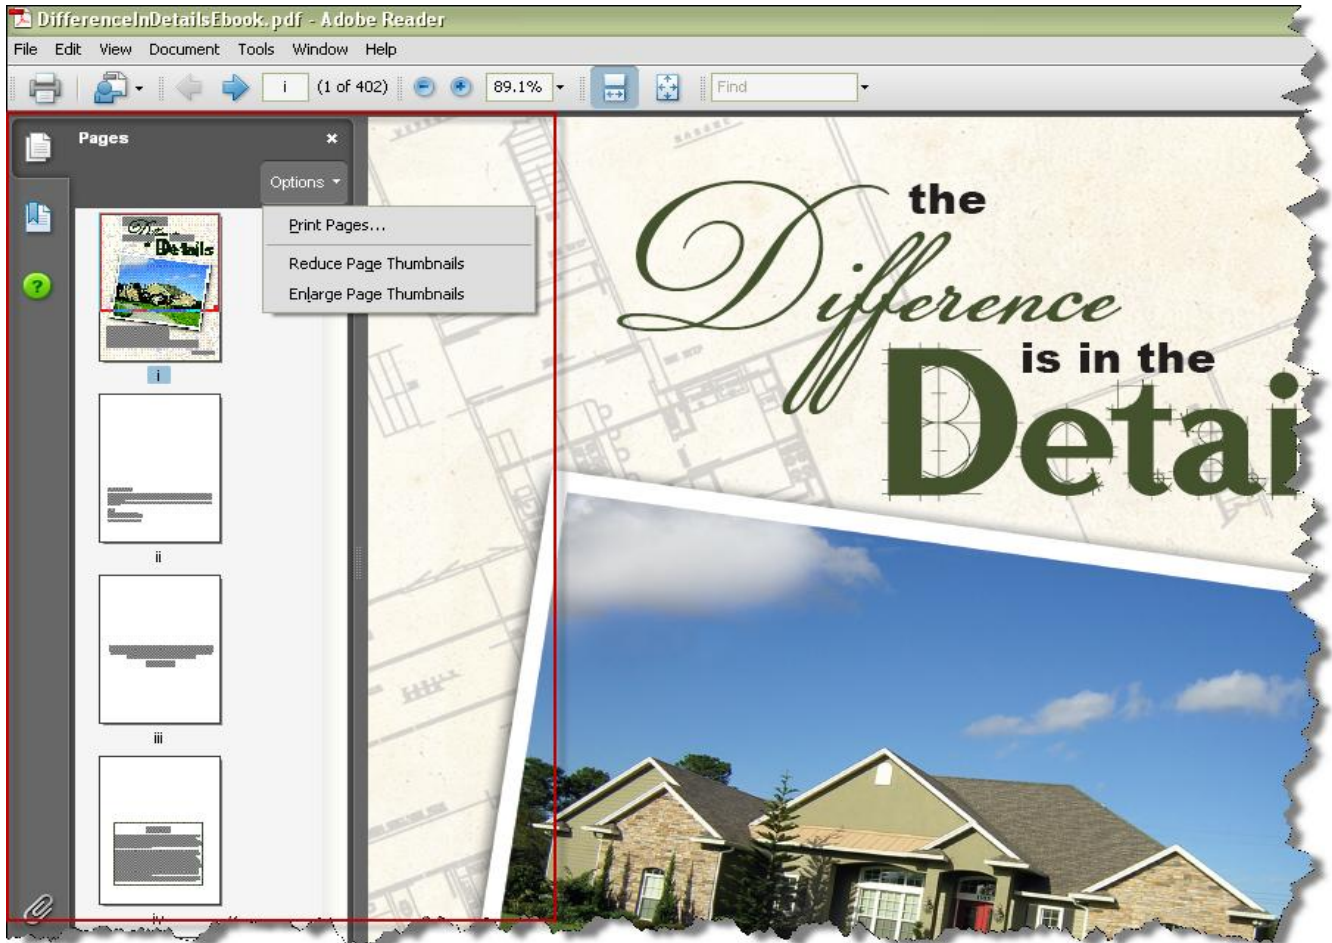 DifferenceInDetailsEbook.pdf - Adobe Reader
File Edit View Document Tools Window Help
i (1 of 402) 89.1% Find
Pages
Options
Print Pages...
Reduce Page Thumbnails
Enlarge Page Thumbnails
Details
i
ii
iii
the
Difference
is in the
Detai